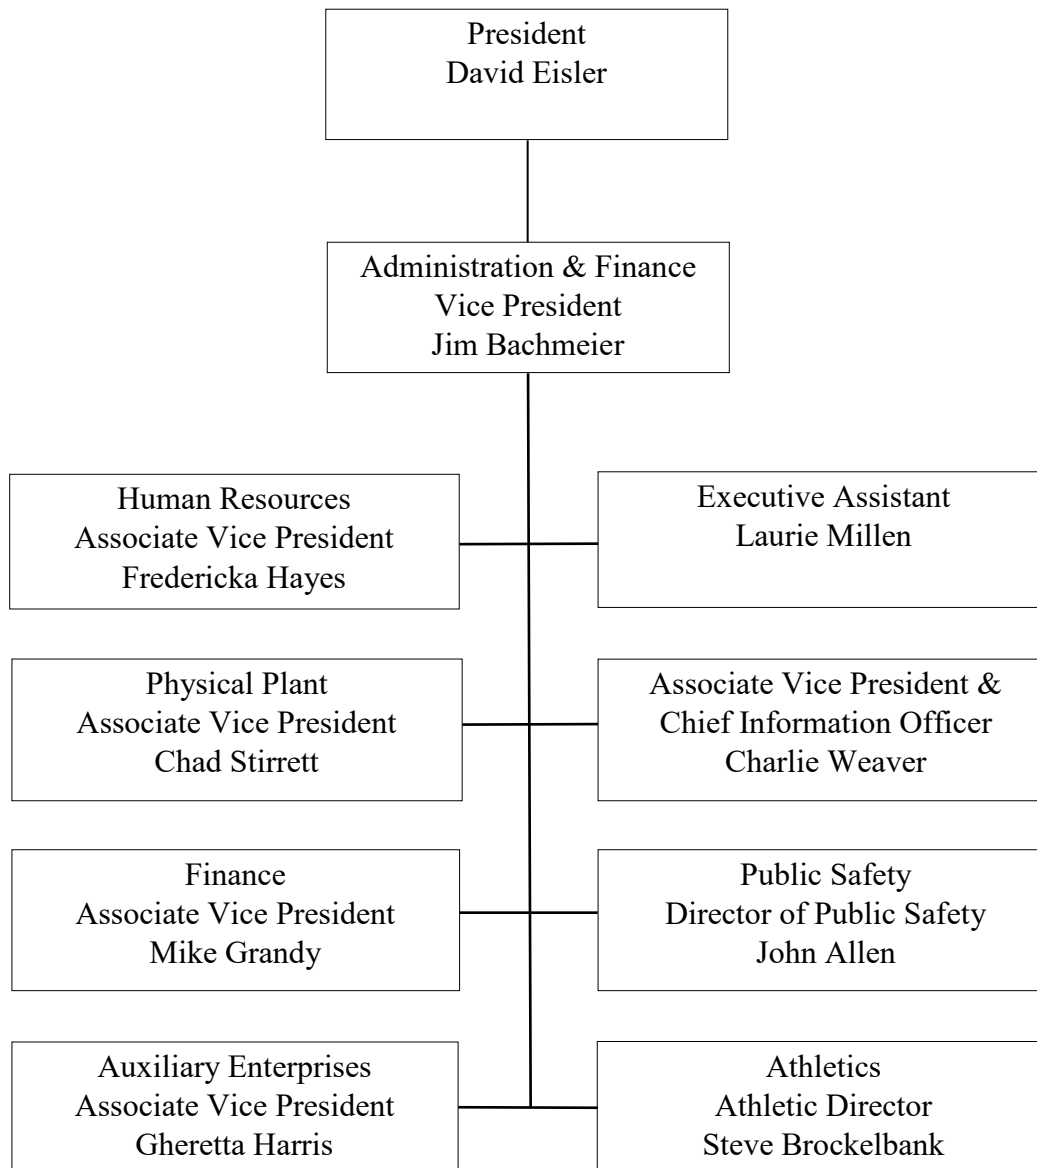 President
David Eisler
Administration & Finance
Vice President
Jim Bachmeier
Human Resources
Associate Vice President
Fredericka Hayes
Executive Assistant
Laurie Millen
Physical Plant
Associate Vice President
Chad Stirrett
Associate Vice President &
Chief Information Officer
Charlie Weaver
Finance
Associate Vice President
Mike Grandy
Public Safety
Director of Public Safety
John Allen
Auxiliary Enterprises
Associate Vice President
Gheretta Harris
Athletics
Athletic Director
Steve Brockelbank